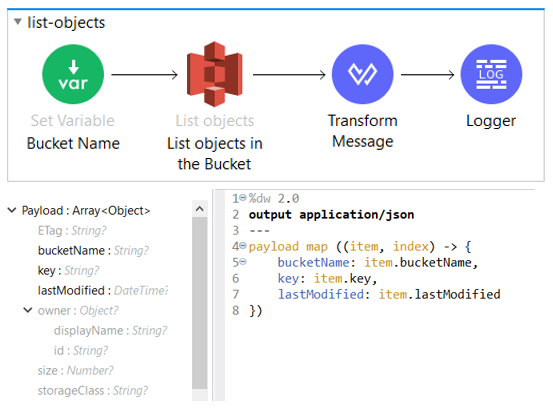 list-objects
var
LOG
Set Variable
List objects
Transform
Message
Logger
Bucket Name
List objects in
the Bucket
Payload : Array<Object>
ETag : String?
bucketName : String?
key : String?
lastModified : DateTime?
owner : Object?
displayName : String?
id : String?
size : Number?
storageClass : String?
1 %dw 2.0
2 output application/json
3 ---
4 payload map ((item, index) -> {
5 bucketName: item.bucketName,
6 key: item.key,
7 lastModified: item.lastModified
8 })